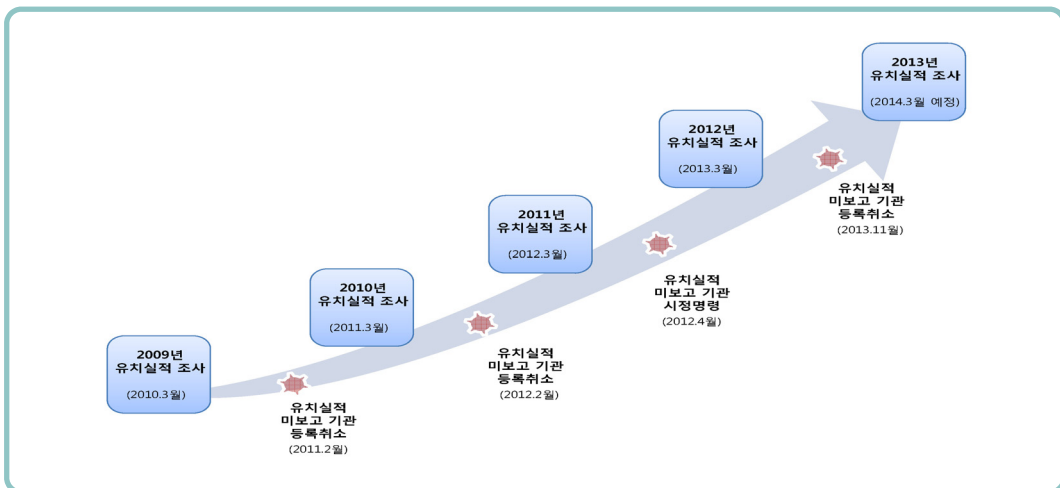 2009년
유치실적 조사
(2010.3월)
유치실적
미보고 기관
등록취소
(2011.2월)
2010년
유치실적 조사
(2011.3월)
유치실적
미보고 기관
등록취소
(2012.2월)
2011년
유치실적 조사
(2012.3월)
유치실적
미보고 기관
시정명령
(2012.4월)
2012년
유치실적 조사
(2013.3월)
유치실적
미보고 기관
등록취소
(2013.11월)
2013년
유치실적 조사
(2014.3월 예정)